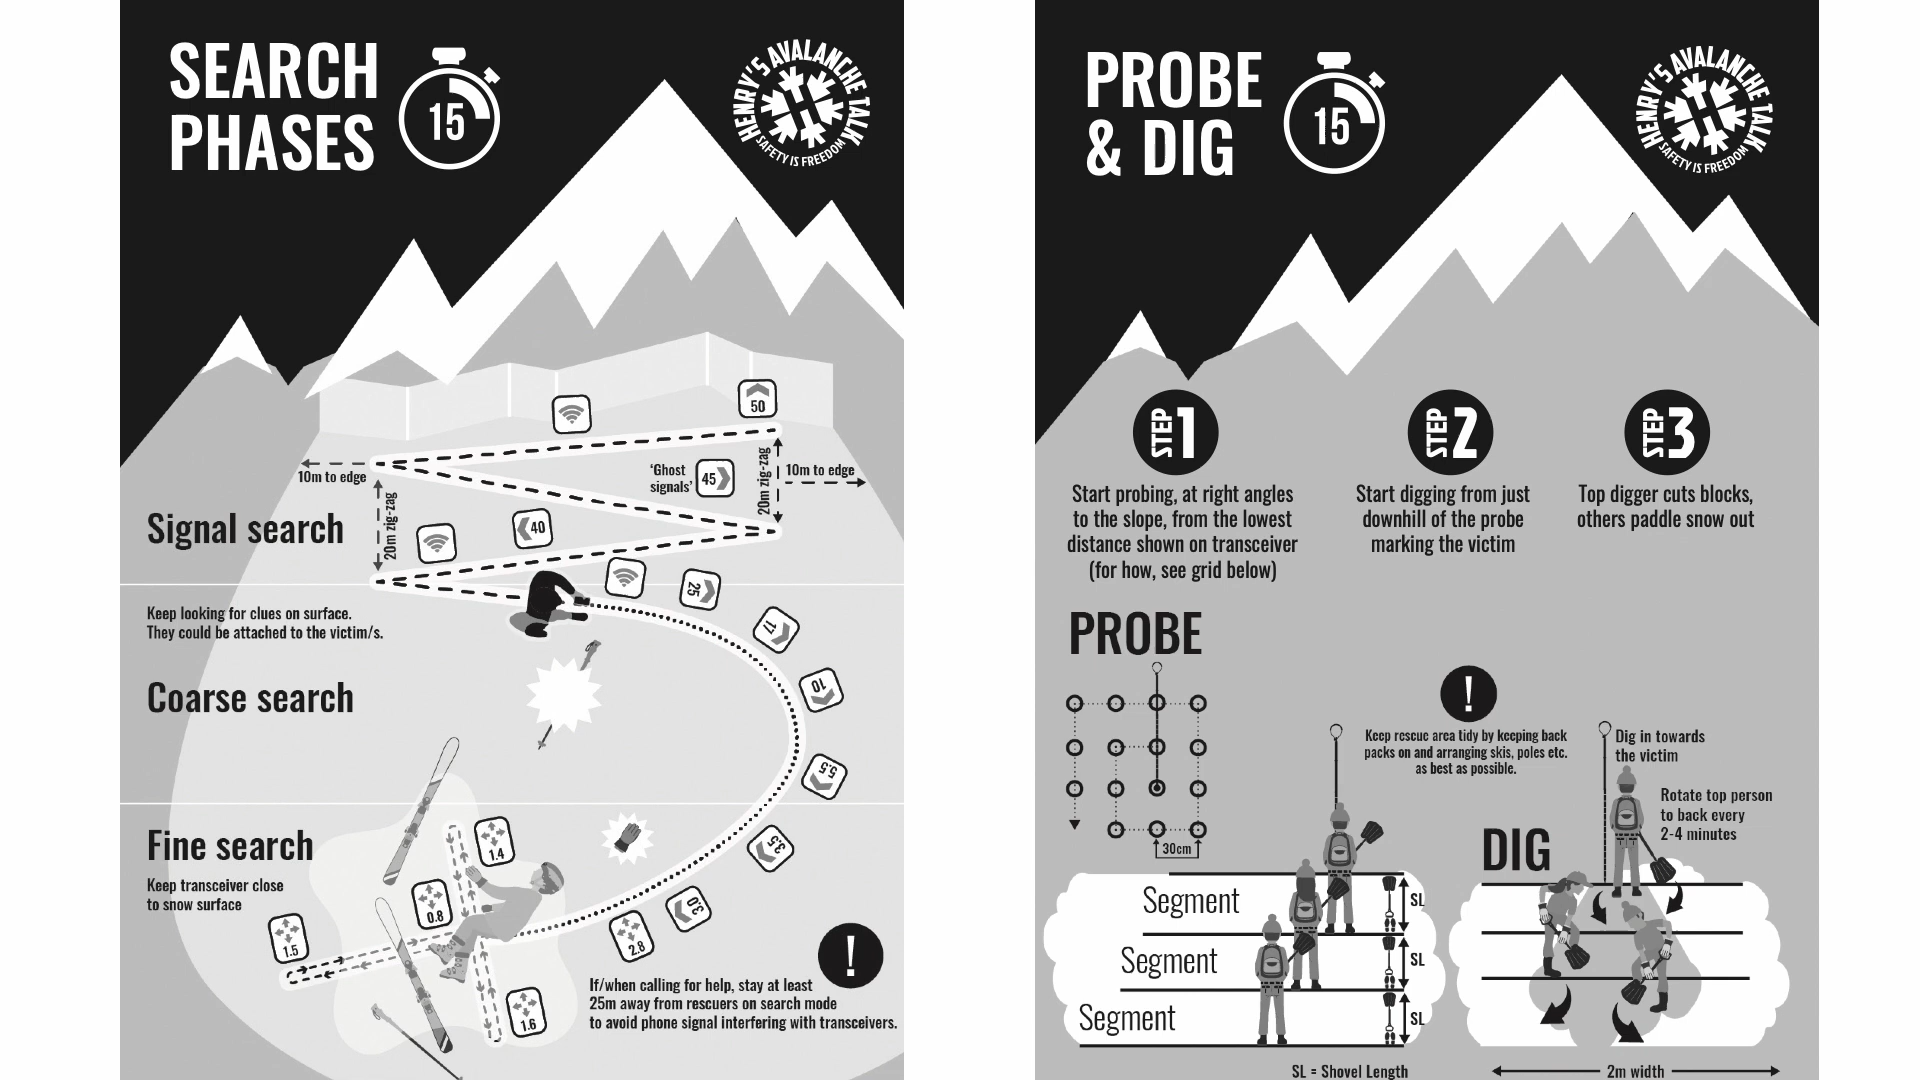 SEARCH
PHASES
15
HENRY'S AVALANCHE TALK
SAFETY IS FREEDOM
50
10m to edge
20m zig-zag
'Ghost
signals'
45
20m zig-zag
10m to edge
Signal search
40
25
17
10
5.5
3.5
3.0
2.8
Keep looking for clues on surface.
They could be attached to the victim/s.
Coarse search
Fine search
Keep transceiver close
to snow surface
1.4
0.8
1.5
1.6
!
If/when calling for help, stay at least
25m away from rescuers on search mode
to avoid phone signal interfering with transceivers.
PROBE
& DIG
15
HENRY'S AVALANCHE TALK
SAFETY IS FREEDOM
STEP 1
Start probing, at right angles
to the slope, from the lowest
distance shown on transceiver
(for how, see grid below)
STEP 2
Start digging from just
downhill of the probe
marking the victim
STEP 3
Top digger cuts blocks,
others paddle snow out
PROBE
30cm
!
Keep rescue area tidy by keeping back
packs on and arranging skis, poles etc.
as best as possible.
Dig in towards
the victim
Rotate top person
to back every
2-4 minutes
DIG
Segment
SL
Segment
SL
Segment
SL
SL = Shovel Length
2m width